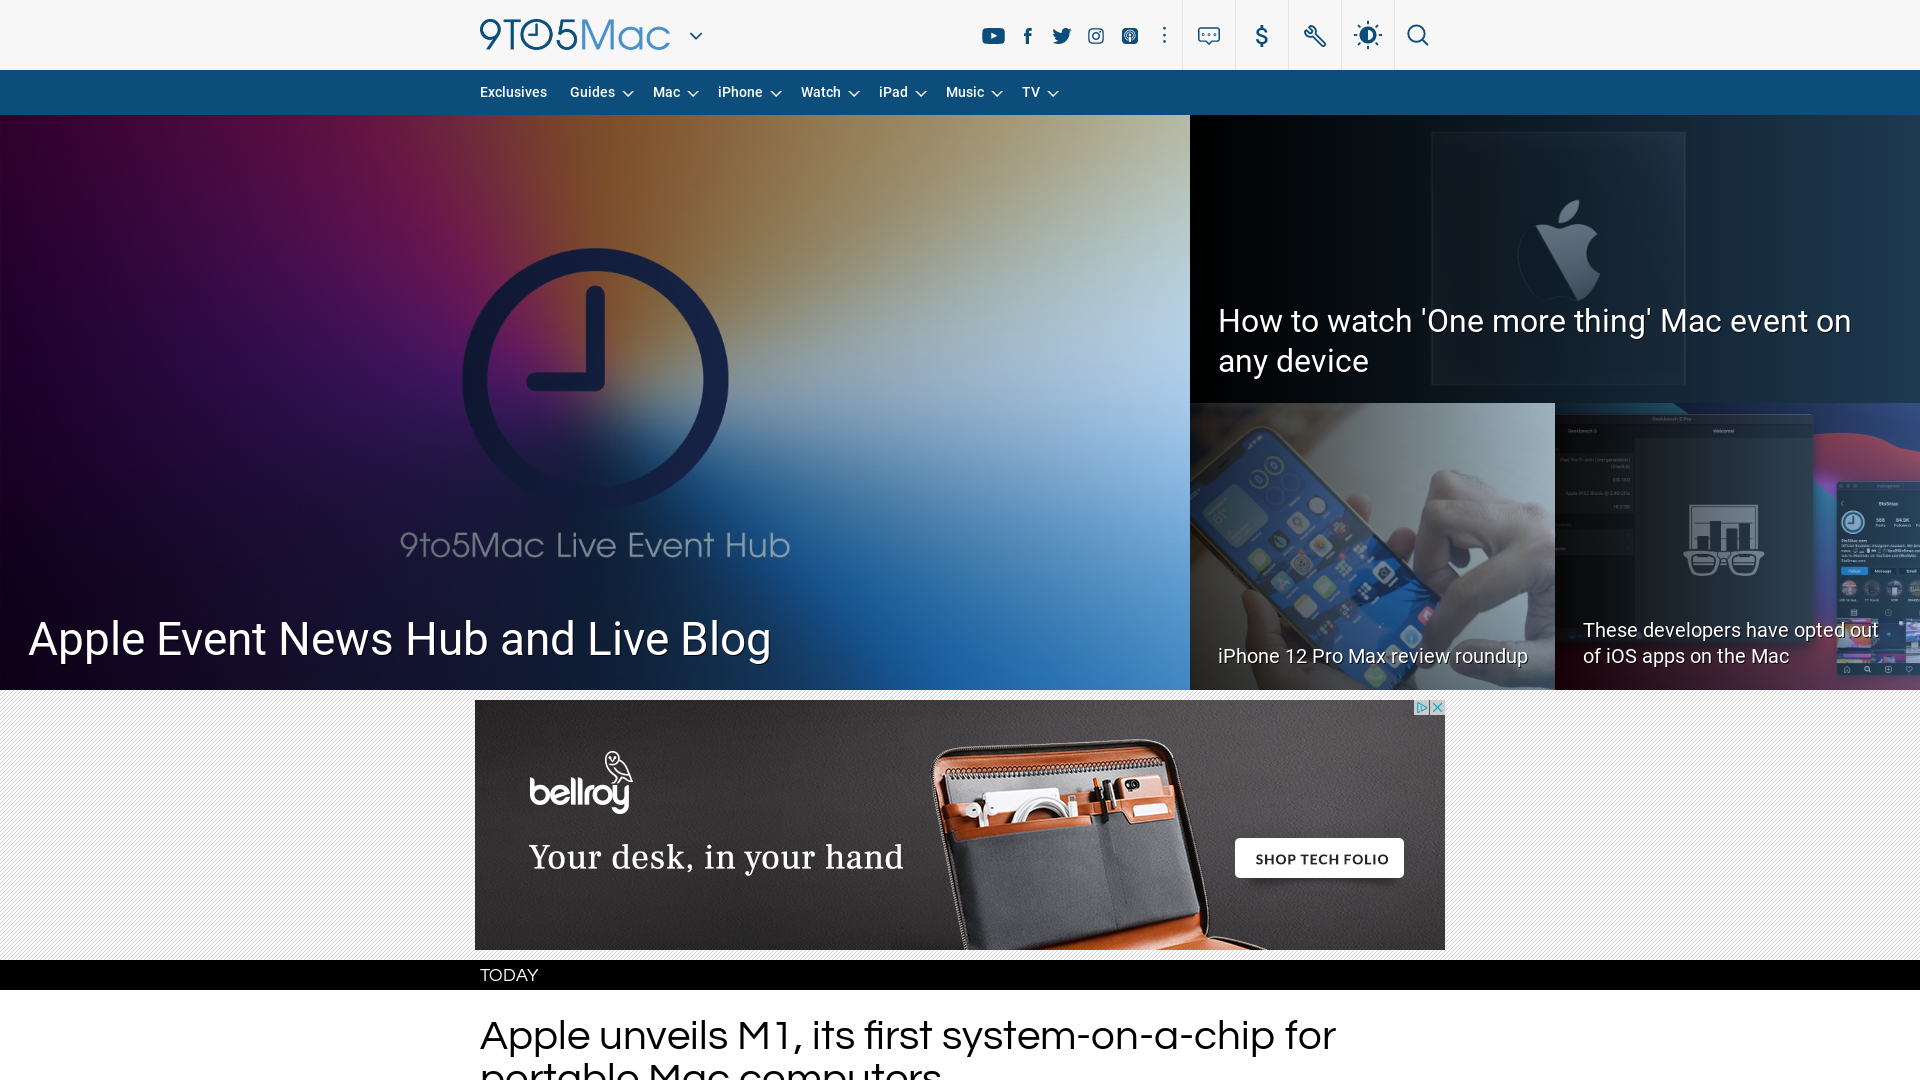 9TO5Mac
Exclusives Guides Mac iPhone Watch iPad Music TV
9to5Mac Live Event Hub
Apple Event News Hub and Live Blog
How to watch 'One more thing' Mac event on
any device
iPhone 12 Pro Max review roundup
These developers have opted out
of iOS apps on the Mac
bellroy
Your desk, in your hand
SHOP TECH FOLIO
TODAY
Apple unveils M1, its first system-on-a-chip for
portable Mac computers